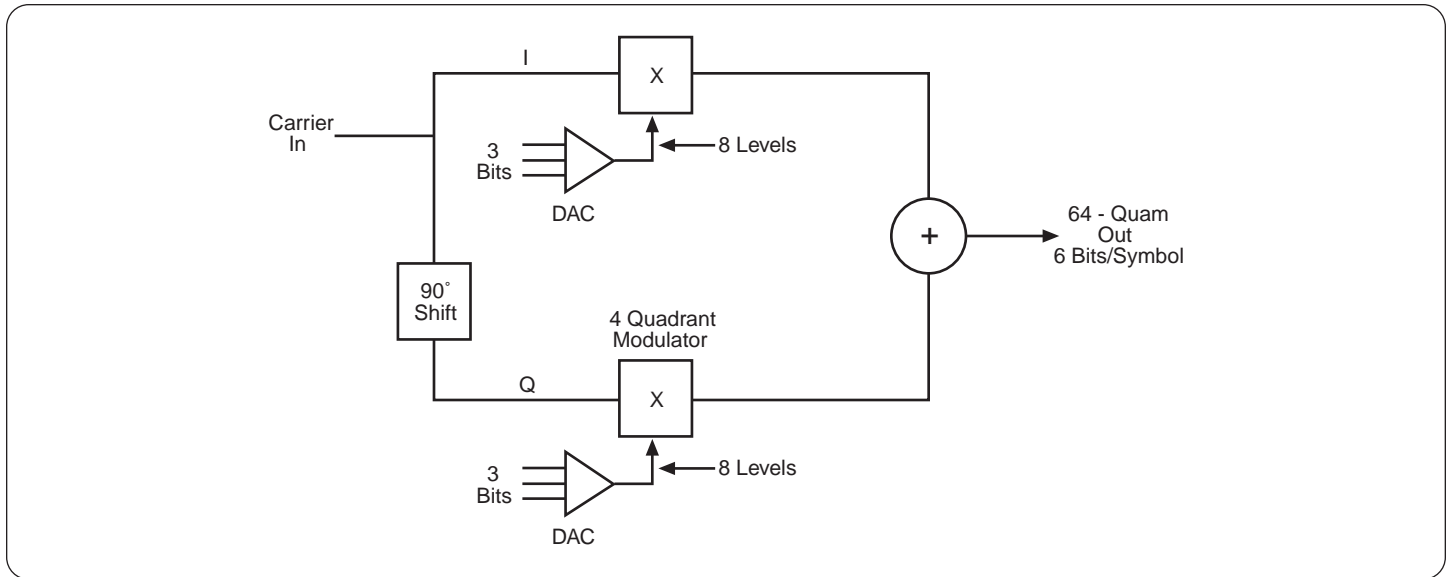 I
X
Carrier
In
3
Bits
8 Levels
DAC
+
64 - Quam
Out
6 Bits/Symbol
90°
Shift
4 Quadrant
Modulator
Q
X
3
Bits
8 Levels
DAC